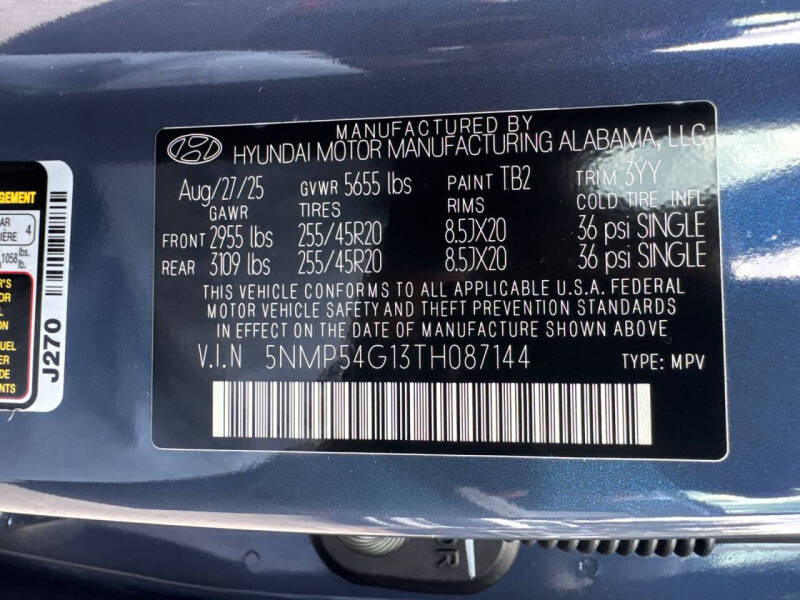 MANUFACTURED BY
HYUNDAI MOTOR MANUFACTURING ALABAMA, LLC
Aug/27/25 GVWR 5655 lbs PAINT TB2 TRIM 3YY
GAWR TIRES RIMS COLD TIRE INFL
FRONT 2955 lbs 255/45R20 8.5JX20 36 psi SINGLE
REAR 3109 lbs 255/45R20 8.5JX20 36 psi SINGLE
THIS VEHICLE CONFORMS TO ALL APPLICABLE U.S.A. FEDERAL
MOTOR VEHICLE SAFETY AND THEFT PREVENTION STANDARDS
IN EFFECT ON THE DATE OF MANUFACTURE SHOWN ABOVE
V.I.N 5NMP54G13TH087144 TYPE: MPV
4
1058 lbs.
J270